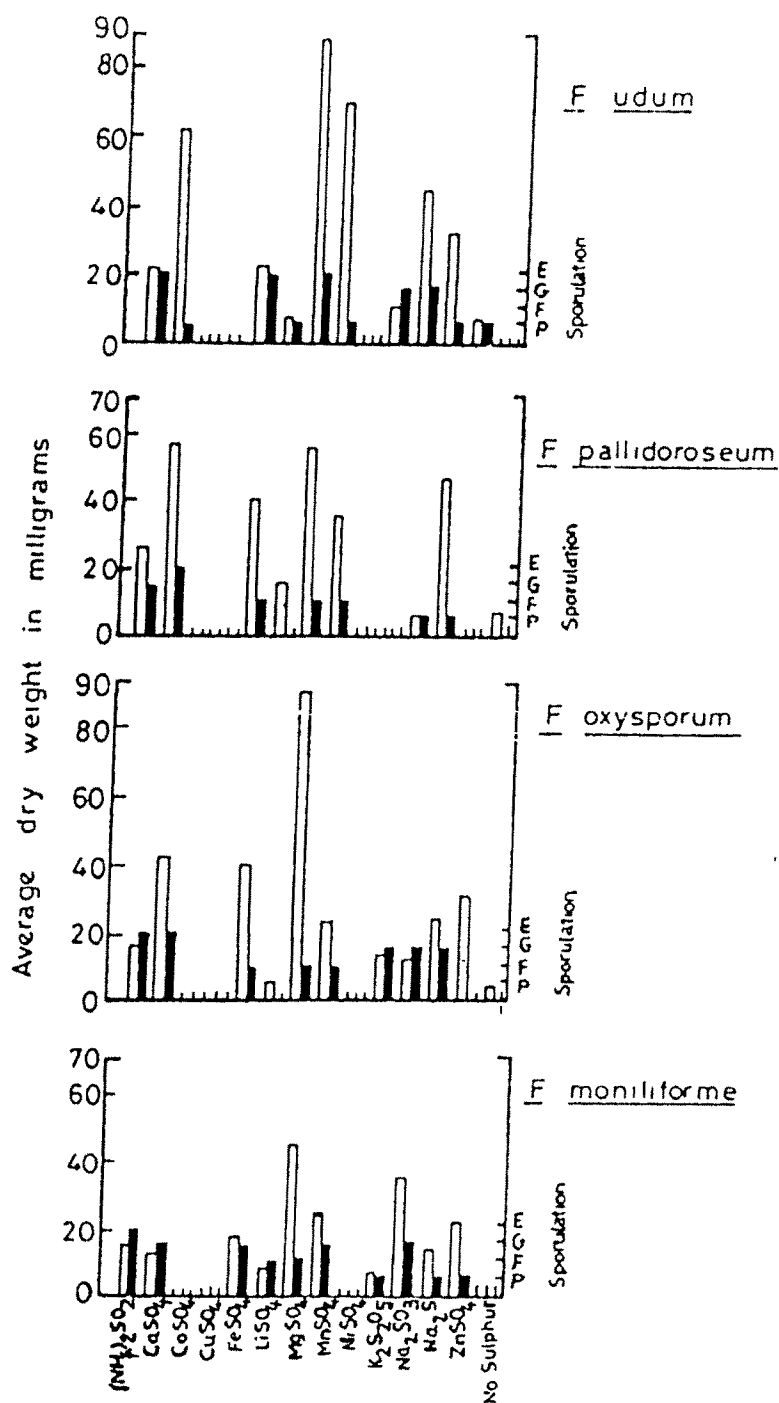 90
80
60
40
20
0
F udum
E
G
F
P
Sporulation
70
60
40
20
0
F pallidoroseum
E
G
F
P
Sporulation
Average dry weight in milligrams
90
80
60
40
20
0
F oxysporum
E
G
F
P
Sporulation
70
60
40
20
0
F moniliforme
E
G
F
P
Sporulation
(NH4)2SO2
CaSO4
CoSO4
CuSO4
FeSO4
LiSO4
MgSO4
MnSO4
NiSO4
K2S2O5
Na2SO3
Na2S
ZnSO4
No Sulphur